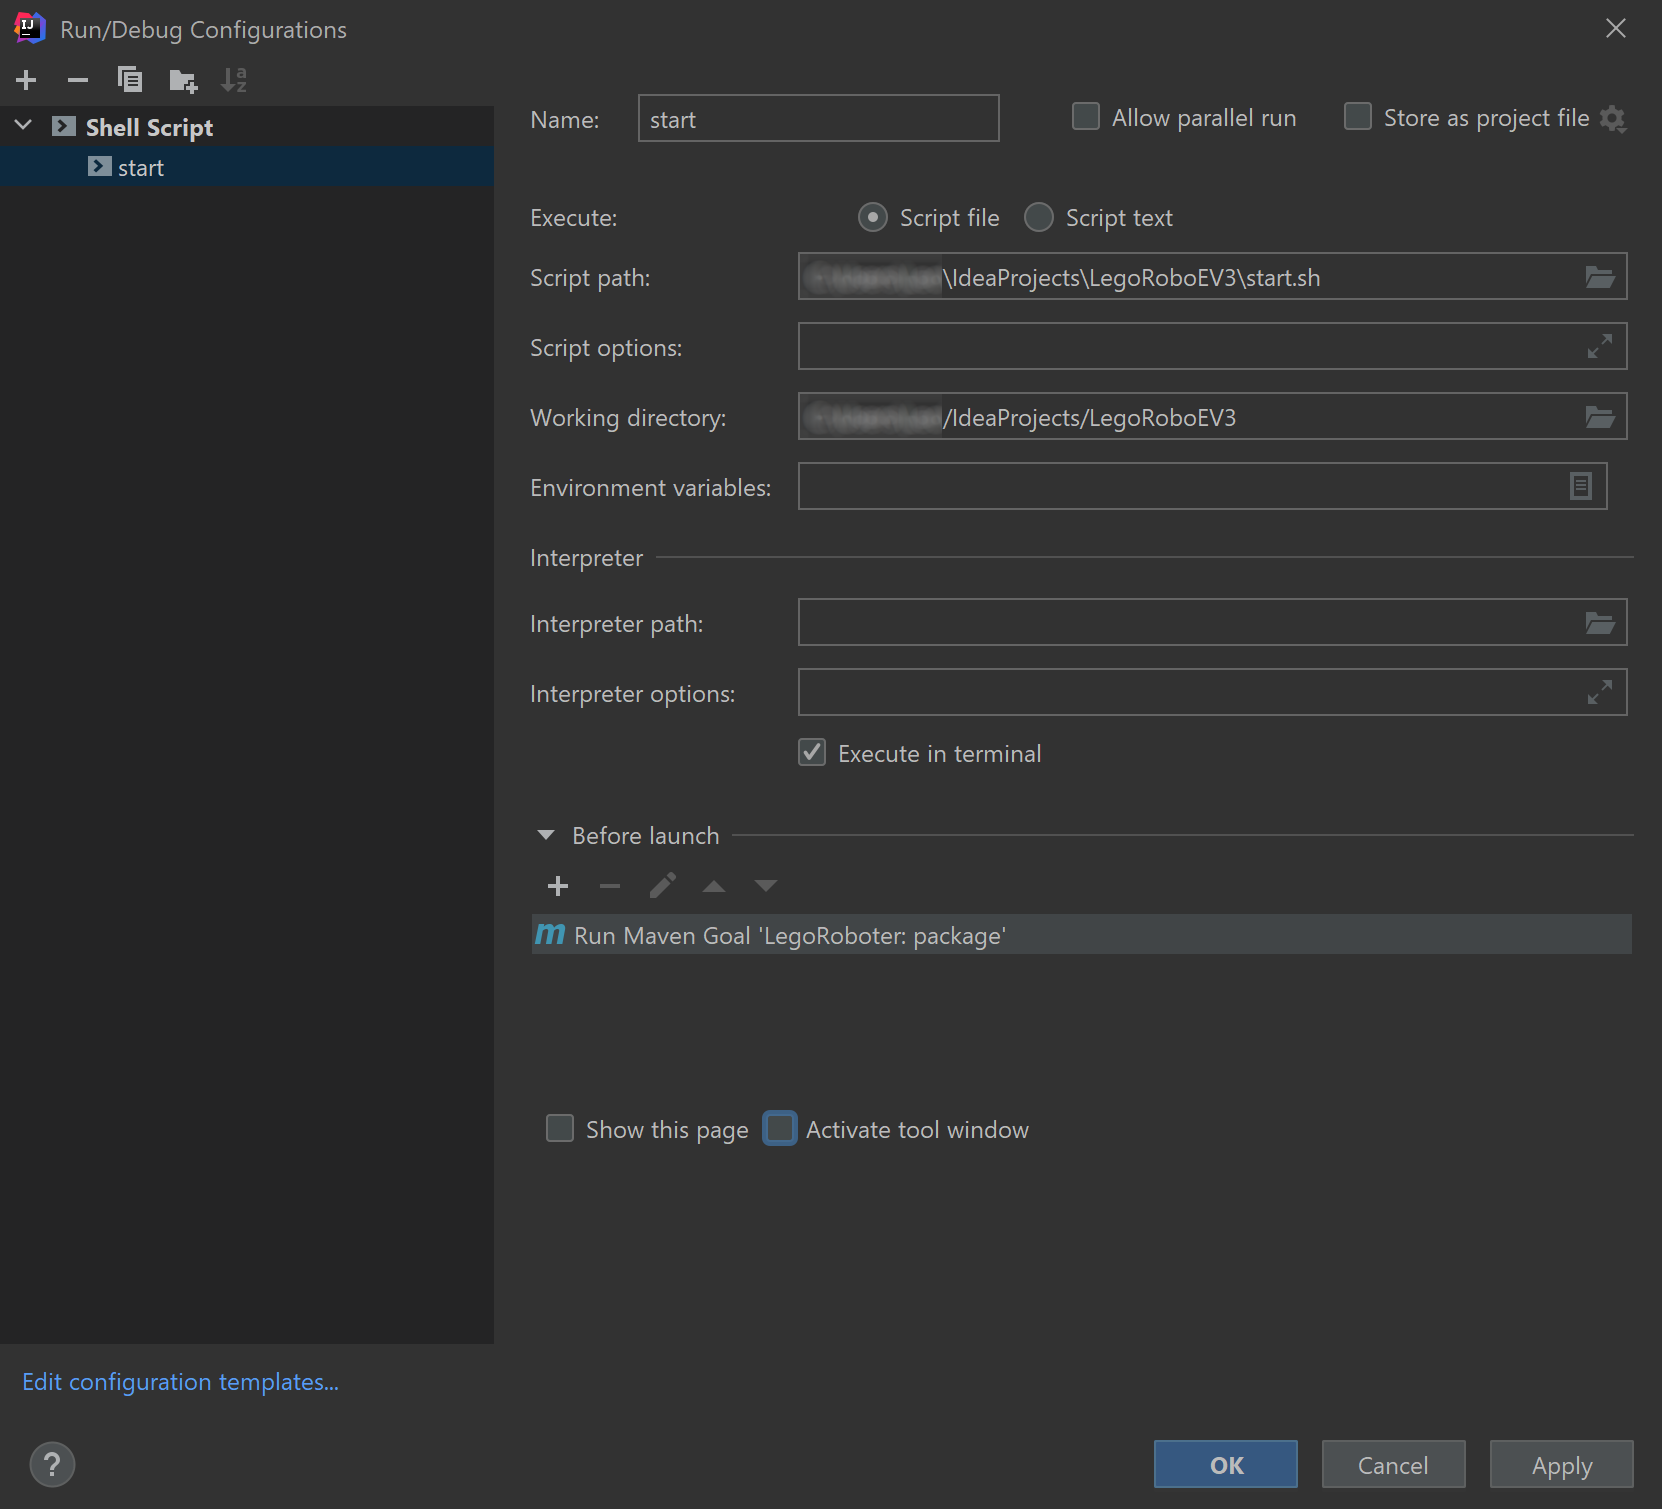 Run/Debug Configurations
Shell Script
start
Name: start Allow parallel run Store as project file
Execute: Script file Script text
Script path: \IdeaProjects\LegoRoboEV3\start.sh
Script options:
Working directory: /IdeaProjects/LegoRoboEV3
Environment variables:
Interpreter
Interpreter path:
Interpreter options:
Execute in terminal
Before launch
m Run Maven Goal 'LegoRoboter: package'
Show this page Activate tool window
Edit configuration templates...
? OK Cancel Apply